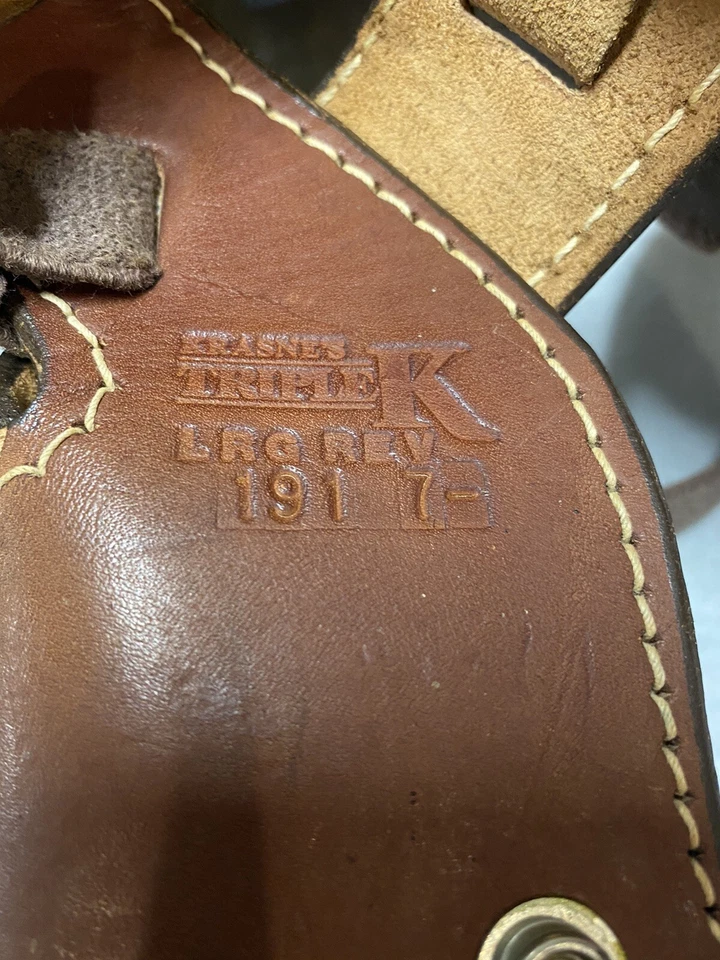 KRASNE'S
TRIPLE K
LRG REV
191 7-